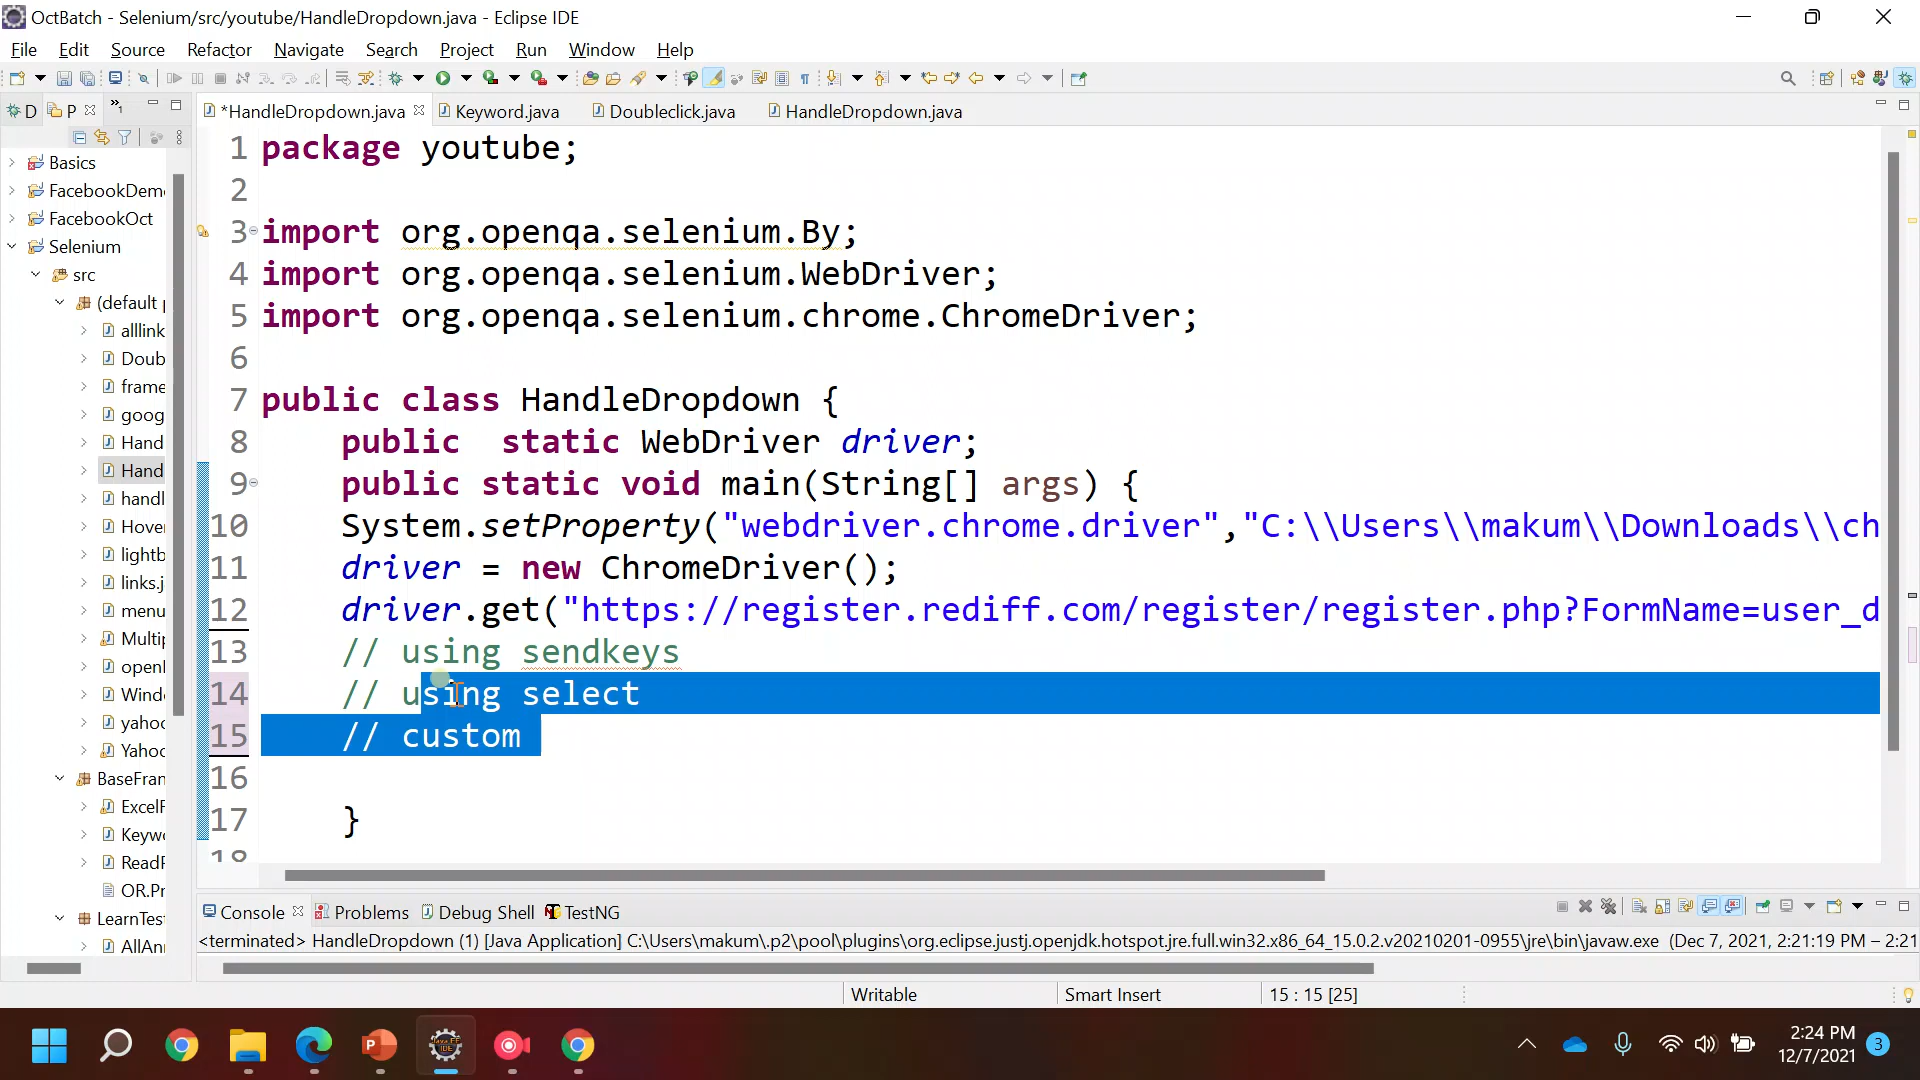 OctBatch - Selenium/src/youtube/HandleDropdown.java - Eclipse IDE
File Edit Source Refactor Navigate Search Project Run Window Help
D P »1 *HandleDropdown.java Keyword.java Doubleclick.java HandleDropdown.java
Basics
FacebookDem
FacebookOct
Selenium
src
(default p
alllink
Doub
frame
goog
Hand
Hand
handl
Hover
lightb
links.j
menu
Multip
openl
Wind
yahoo
Yahoo
BaseFran
ExcelF
Keywo
ReadP
OR.Pr
LearnTest
AllAnn
1 package youtube;
2
3 import org.openqa.selenium.By;
4 import org.openqa.selenium.WebDriver;
5 import org.openqa.selenium.chrome.ChromeDriver;
6
7 public class HandleDropdown {
8 public static WebDriver driver;
9 public static void main(String[] args) {
10 System.setProperty("webdriver.chrome.driver","C:\\Users\\makum\\Downloads\\ch
11 driver = new ChromeDriver();
12 driver.get("https://register.rediff.com/register/register.php?FormName=user_d
13 // using sendkeys
14 // using select
15 // custom
16
17 }
18
Console Problems Debug Shell TestNG
<terminated> HandleDropdown (1) [Java Application] C:\Users\makum\.p2\pool\plugins\org.eclipse.justj.openjdk.hotspot.jre.full.win32.x86_64_15.0.2.v20210201-0955\jre\bin\javaw.exe (Dec 7, 2021, 2:21:19 PM – 2:21
Writable Smart Insert 15 : 15 [25]
2:24 PM
12/7/2021 3